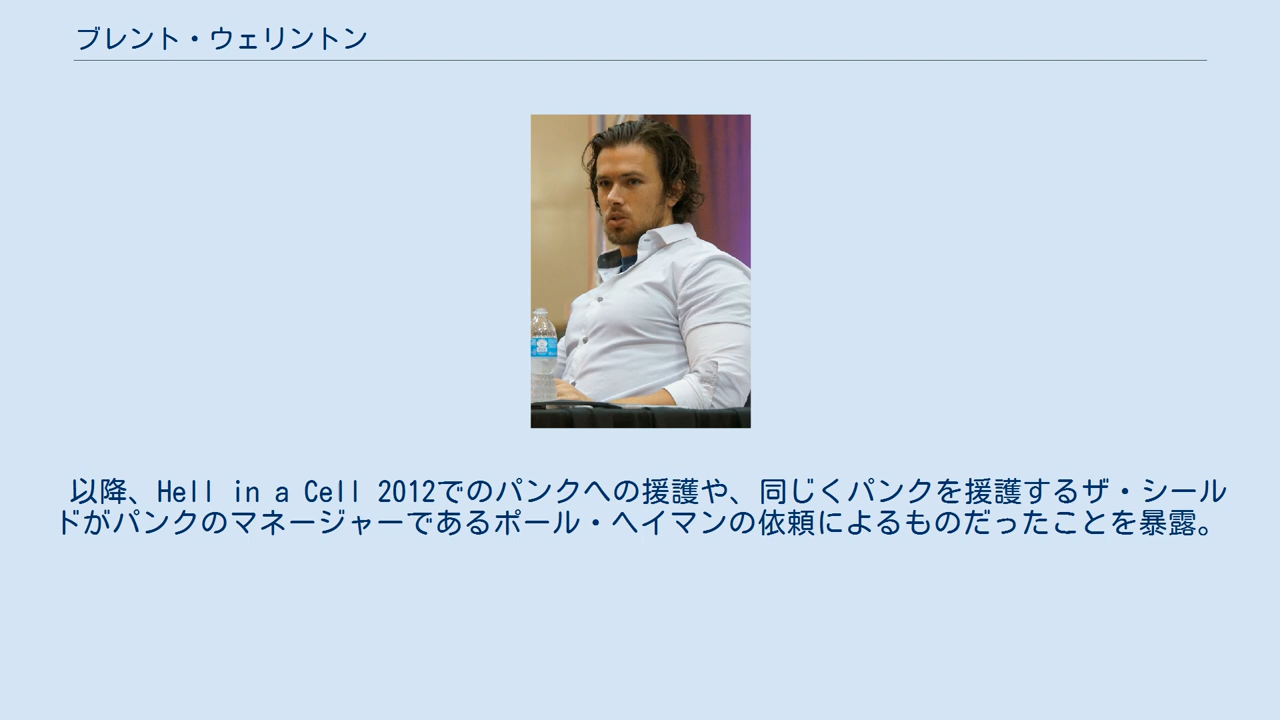 ブレント・ウェリントン
以降、Hell in a Cell 2012でのパンクへの援護や、同じくパンクを援護するザ・シール
ドがパンクのマネージャーであるポール・ヘイマンの依頼によるものだったことを暴露。